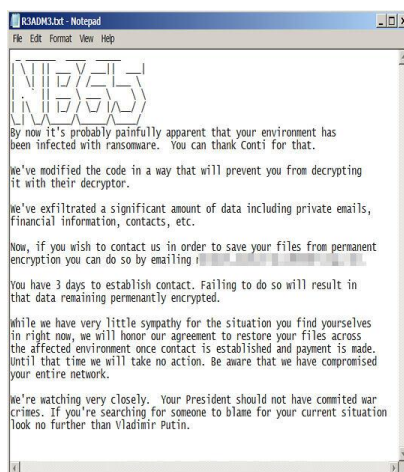 R3ADM3.txt - Notepad
File Edit Format View Help
NB65
By now it's probably painfully apparent that your environment has
been infected with ransomware. You can thank Conti for that.
We've modified the code in a way that will prevent you from decrypting
it with their decryptor.
We've exfiltrated a significant amount of data including private emails,
financial information, contacts, etc.
Now, if you wish to contact us in order to save your files from permanent
encryption you can do so by emailing
You have 3 days to establish contact. Failing to do so will result in
that data remaining permenantly encrypted.
While we have very little sympathy for the situation you find yourselves
in right now, we will honor our agreement to restore your files across
the affected environment once contact is established and payment is made.
Until that time we will take no action. Be aware that we have compromised
your entire network.
We're watching very closely. Your President should not have commited war
crimes. If you're searching for someone to blame for your current situation
look no further than Vladimir Putin.